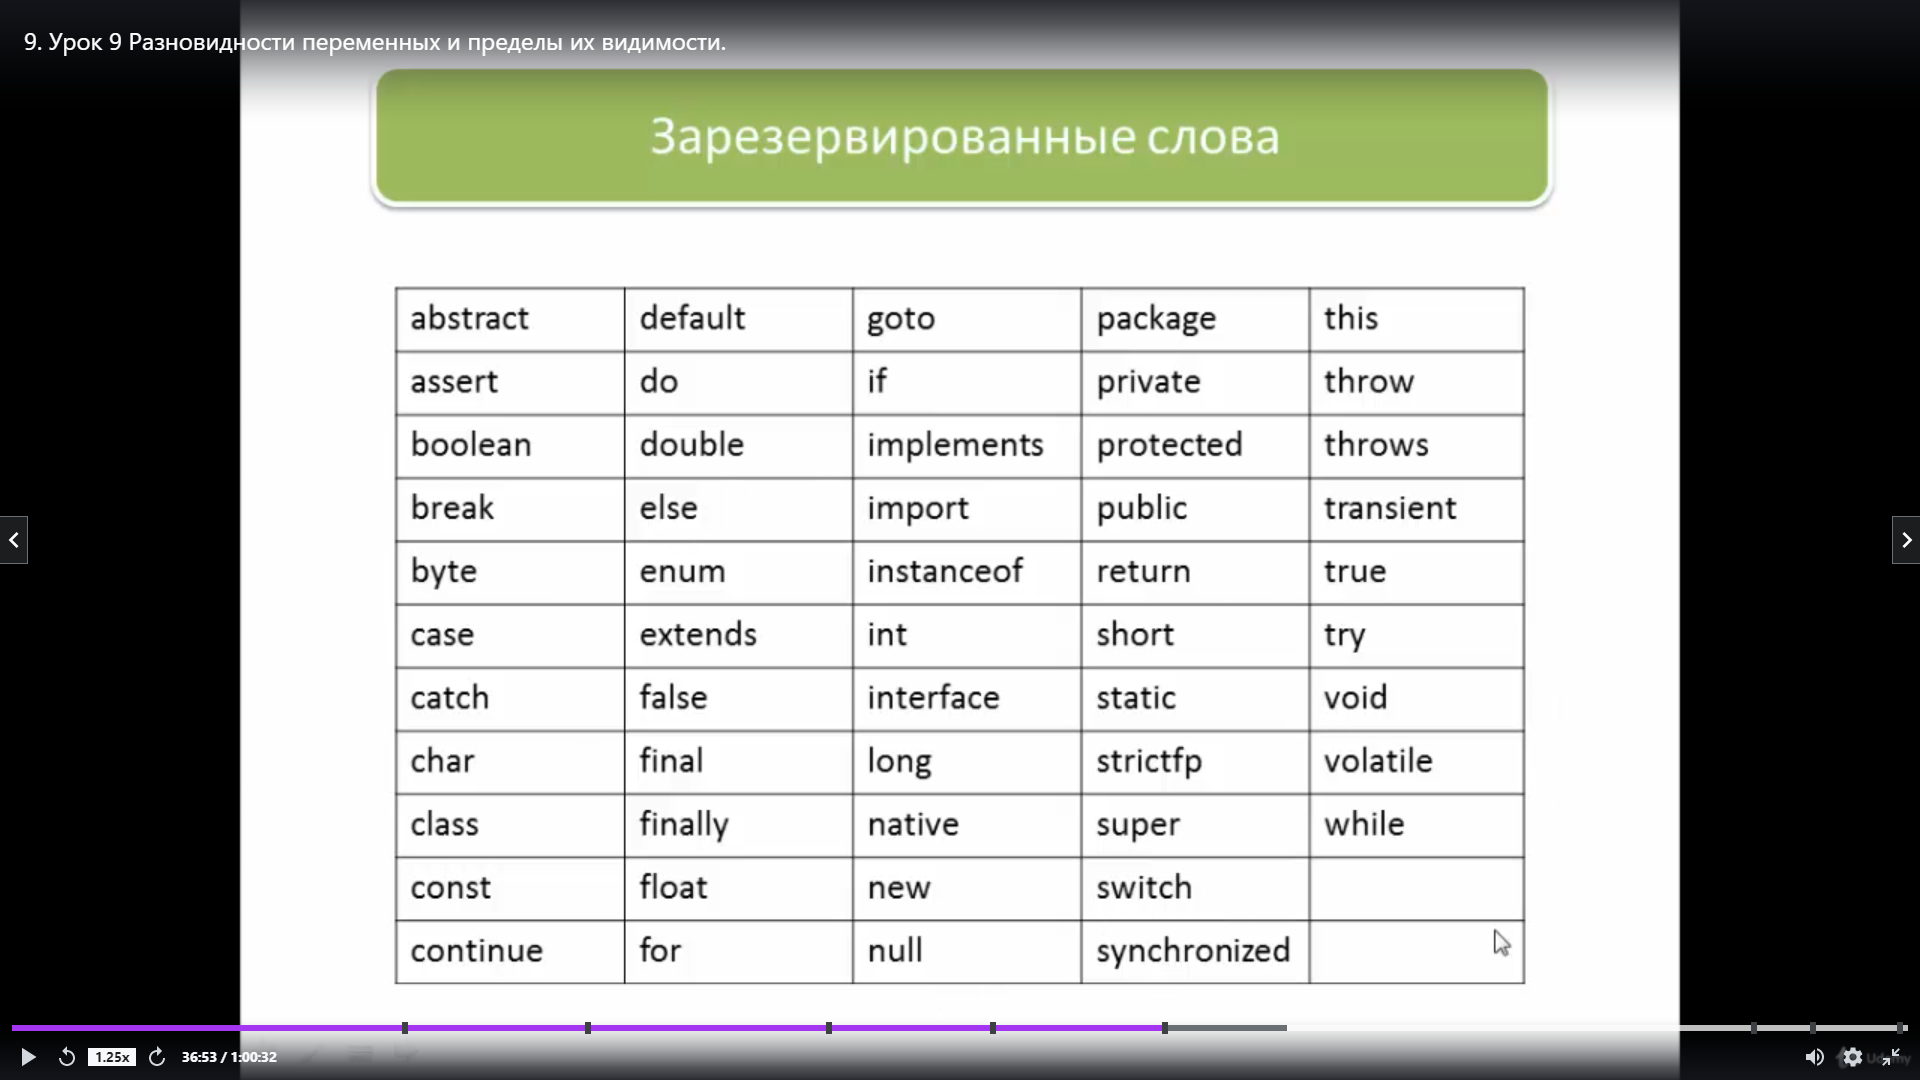 9. Урок 9 Разновидности переменных и пределы их видимости.
Зарезервированные слова
abstract default goto package this
assert do if private throw
boolean double implements protected throws
break else import public transient
byte enum instanceof return true
case extends int short try
catch false interface static void
char final long strictfp volatile
class finally native super while
const float new switch
continue for null synchronized
1.25x 36:53 / 1:00:32 Udemy